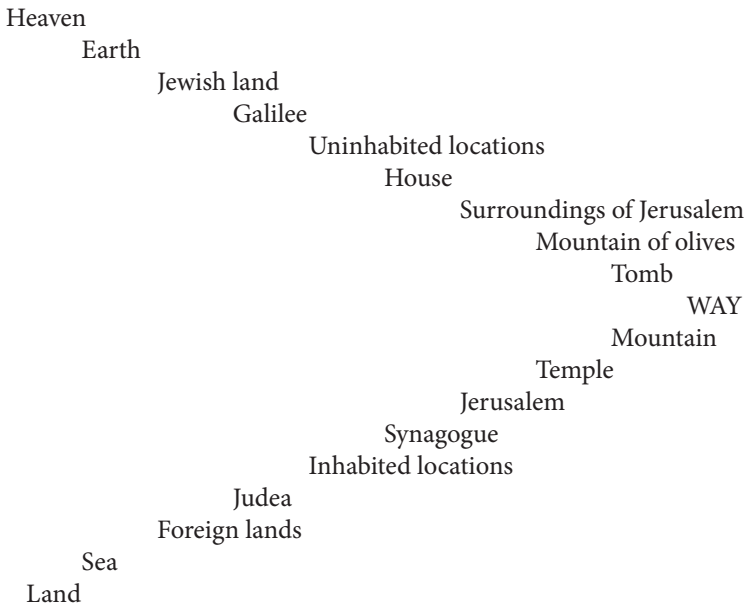 Heaven
Earth
Jewish land
Galilee
Uninhabited locations
House
Surroundings of Jerusalem
Mountain of olives
Tomb
WAY
Mountain
Temple
Jerusalem
Synagogue
Inhabited locations
Judea
Foreign lands
Sea
Land